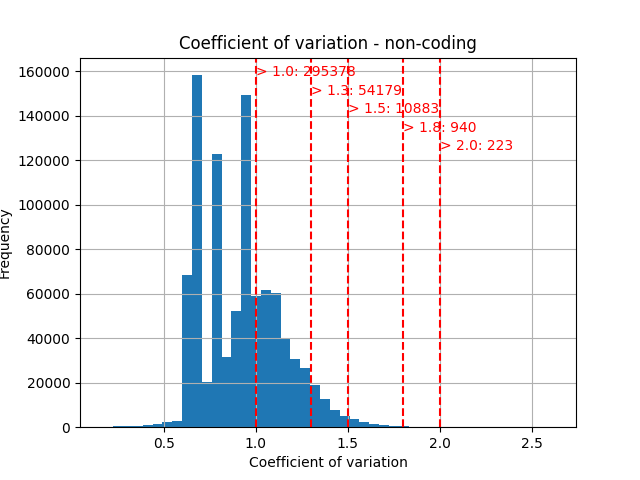 Coefficient of variation - non-coding
160000
140000
120000
100000
80000
60000
40000
20000
0
Frequency
> 1.0: 295378
> 1.3: 54179
> 1.5: 10883
> 1.8: 940
> 2.0: 223
0.5
1.0
1.5
2.0
2.5
Coefficient of variation